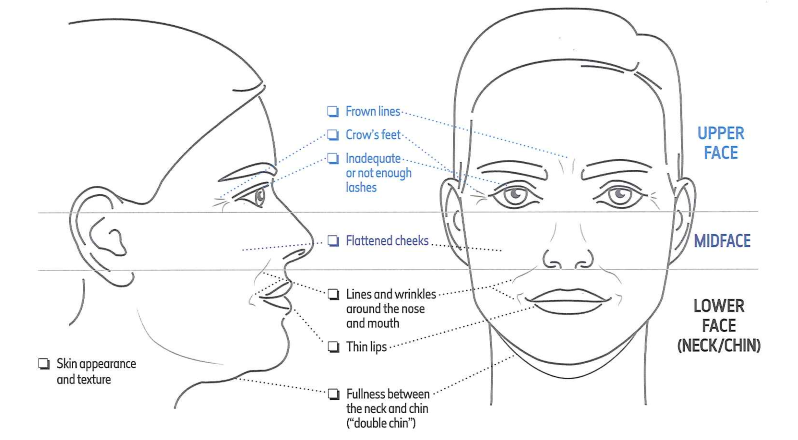 Frown lines
Crow's feet
Inadequate
or not enough
lashes
UPPER
FACE
Flattened cheeks
MIDFACE
Lines and wrinkles
around the nose
and mouth
Thin lips
LOWER
FACE
(NECK/CHIN)
Skin appearance
and texture
Fullness between
the neck and chin
("double chin")